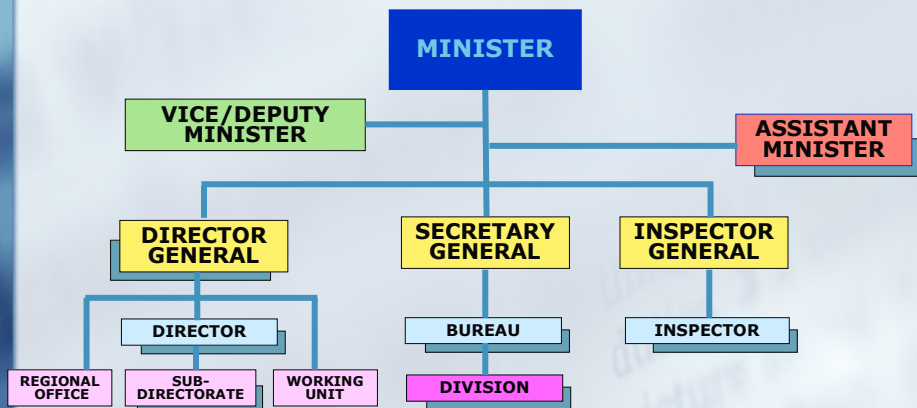 MINISTER
VICE/DEPUTY
MINISTER
ASSISTANT
MINISTER
DIRECTOR
GENERAL
SECRETARY
GENERAL
INSPECTOR
GENERAL
DIRECTOR
BUREAU
INSPECTOR
REGIONAL
OFFICE
SUB-
DIRECTORATE
WORKING
UNIT
DIVISION